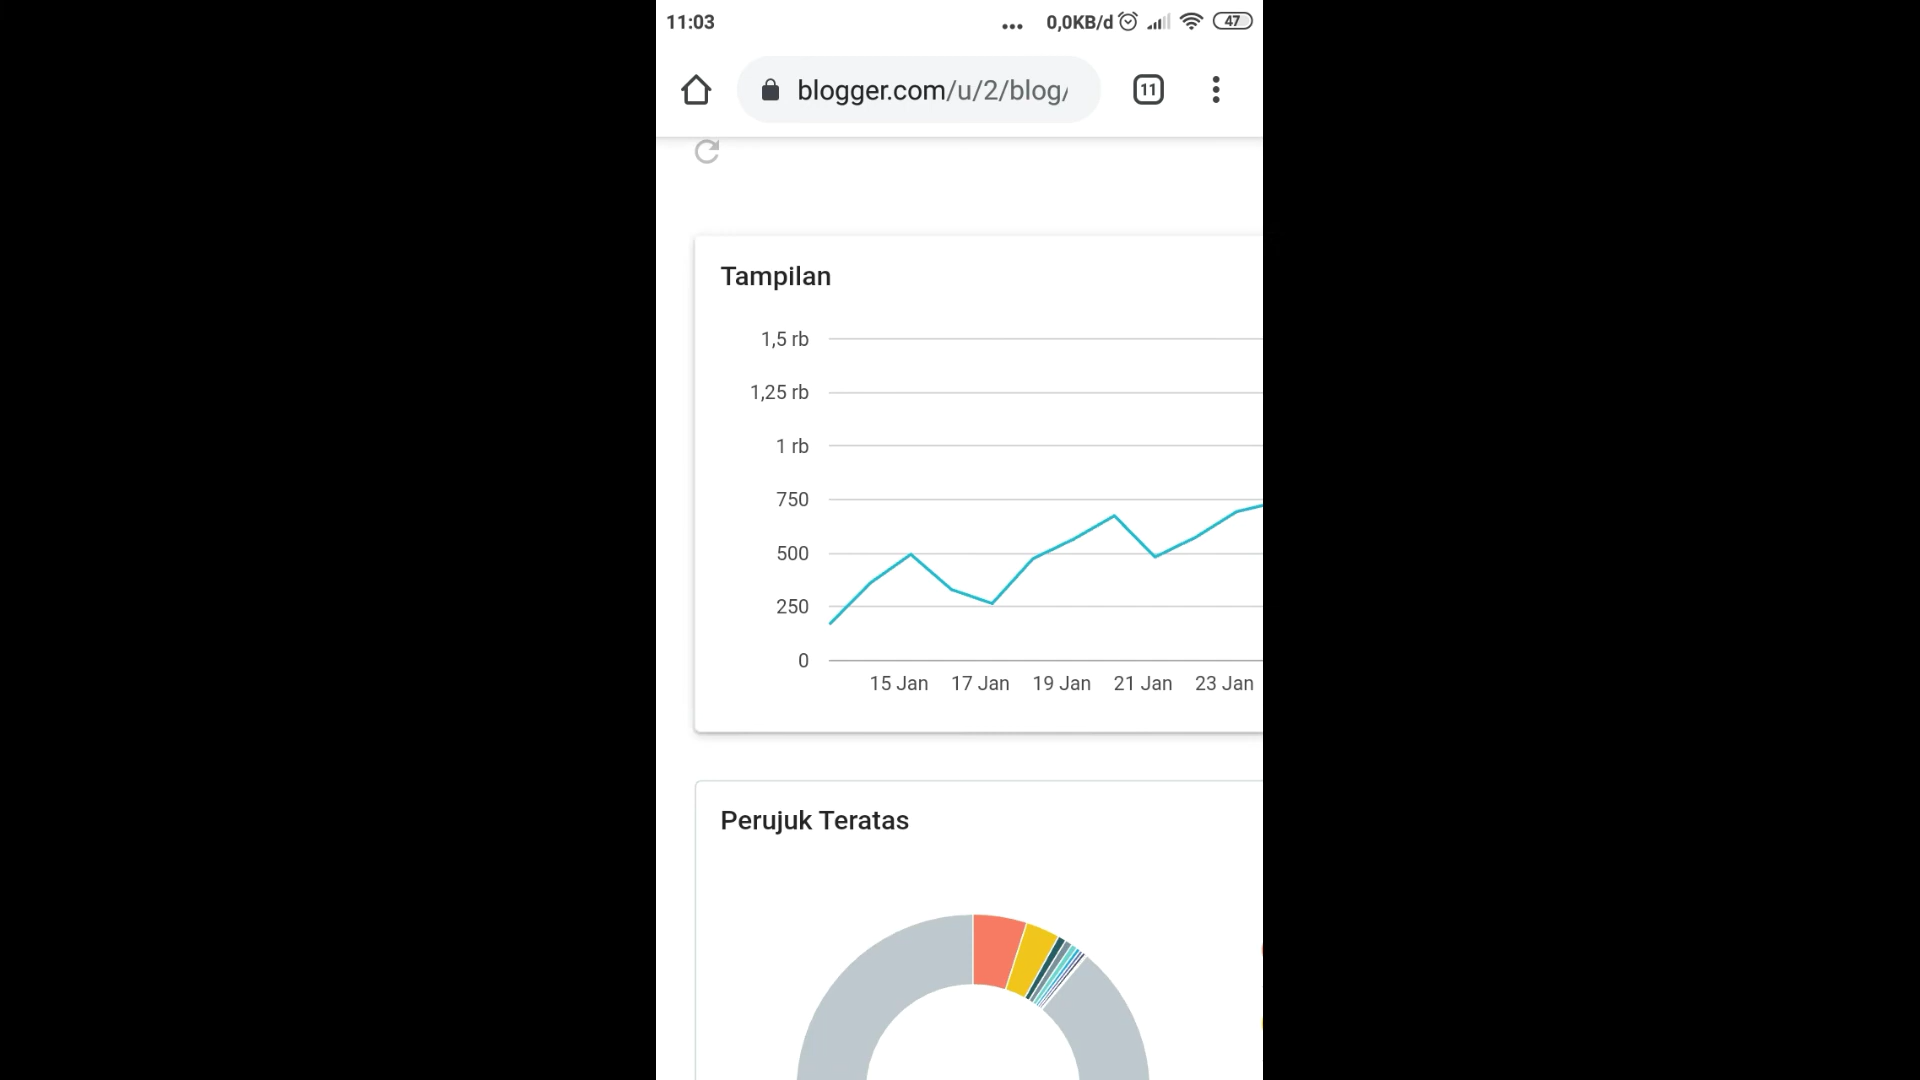 11:03
... 0,0KB/d 47
blogger.com/u/2/blog/
11
Tampilan
1,5 rb
1,25 rb
1 rb
750
500
250
0
15 Jan 17 Jan 19 Jan 21 Jan 23 Jan
Perujuk Teratas